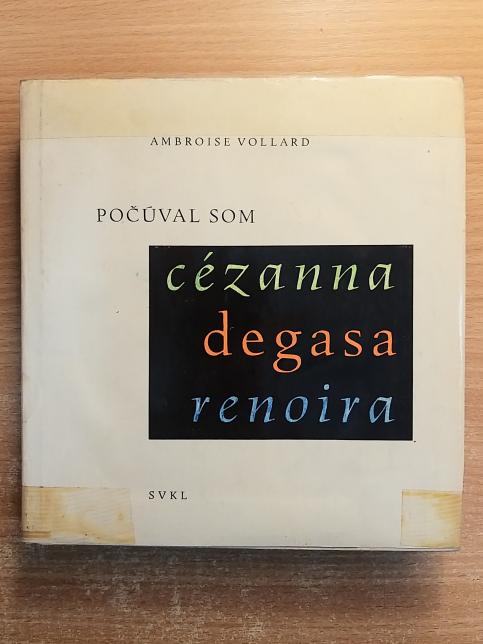 AMBROISE VOLLARD
POČÚVAL SOM
cézanna
degasa
renoira
SVKL